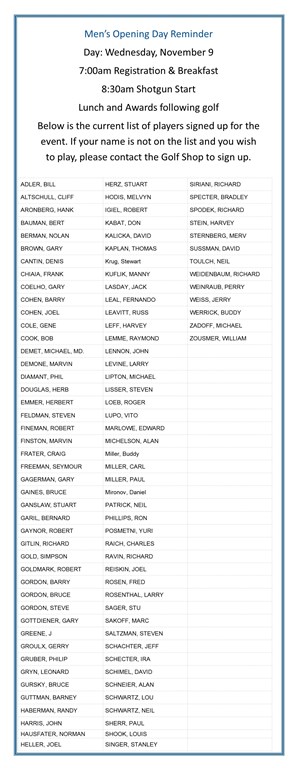 Men's Opening Day Reminder
Day: Wednesday, November 9
7:00am Registration & Breakfast
8:30am Shotgun Start
Lunch and Awards following golf
Below is the current list of players signed up for the
event. If your name is not on the list and you wish
to play, please contact the Golf Shop to sign up.
ADLER, BILL HERZ, STUART SIRIANI, RICHARD
ALTSCHULL, CLIFF HODIS, MELVYN SPECTER, BRADLEY
ARONBERG, HANK IGIEL, ROBERT SPODEK, RICHARD
BAUMAN, BERT KABAT, DON STEIN, HARVEY
BERMAN, NOLAN KALICKA, DAVID STERNBERG, MERV
BROWN, GARY KAPLAN, THOMAS SUSSMAN, DAVID
CANTIN, DENIS Krug, Stewart TOULCH, NEIL
CHIAIA, FRANK KUFLIK, MANNY WEIDENBAUM, RICHARD
COELHO, GARY LASDAY, JACK WEINRAUB, PERRY
COHEN, BARRY LEAL, FERNANDO WEISS, JERRY
COHEN, JOEL LEAVITT, RUSS WERRICK, BUDDY
COLE, GENE LEFF, HARVEY ZADOFF, MICHAEL
COOK, BOB LEMME, RAYMOND ZOUSMER, WILLIAM
DEMET, MICHAEL, MD. LENNON, JOHN
DEMONE, MARVIN LEVINE, LARRY
DIAMANT, PHIL LIPTON, MICHAEL
DOUGLAS, HERB LISSER, STEVEN
EMMER, HERBERT LOEB, ROGER
FELDMAN, STEVEN LUPO, VITO
FINEMAN, ROBERT MARLOWE, EDWARD
FINSTON, MARVIN MICHELSON, ALAN
FRATER, CRAIG Miller, Buddy
FREEMAN, SEYMOUR MILLER, CARL
GAGERMAN, GARY MILLER, PAUL
GAINES, BRUCE Mironov, Daniel
GANSLAW, STUART PATRICK, NEIL
GARIL, BERNARD PHILLIPS, RON
GAYNOR, ROBERT POSMETNI, YURI
GITLIN, RICHARD RAICH, CHARLES
GOLD, SIMPSON RAVIN, RICHARD
GOLDMARK, ROBERT REISKIN, JOEL
GORDON, BARRY ROSEN, FRED
GORDON, BRUCE ROSENTHAL, LARRY
GORDON, STEVE SAGER, STU
GOTTDIENER, GARY SAKOFF, MARC
GREENE, J SALTZMAN, STEVEN
GROULX, GERRY SCHACHTER, JEFF
GRUBER, PHILIP SCHECTER, IRA
GRYN, LEONARD SCHIMEL, DAVID
GURSKY, BRUCE SCHNEIER, ALAN
GUTTMAN, BARNEY SCHWARTZ, LOU
HABERMAN, RANDY SCHWARTZ, NEIL
HARRIS, JOHN SHERR, PAUL
HAUSFATER, NORMAN SHOOK, LOUIS
HELLER, JOEL SINGER, STANLEY